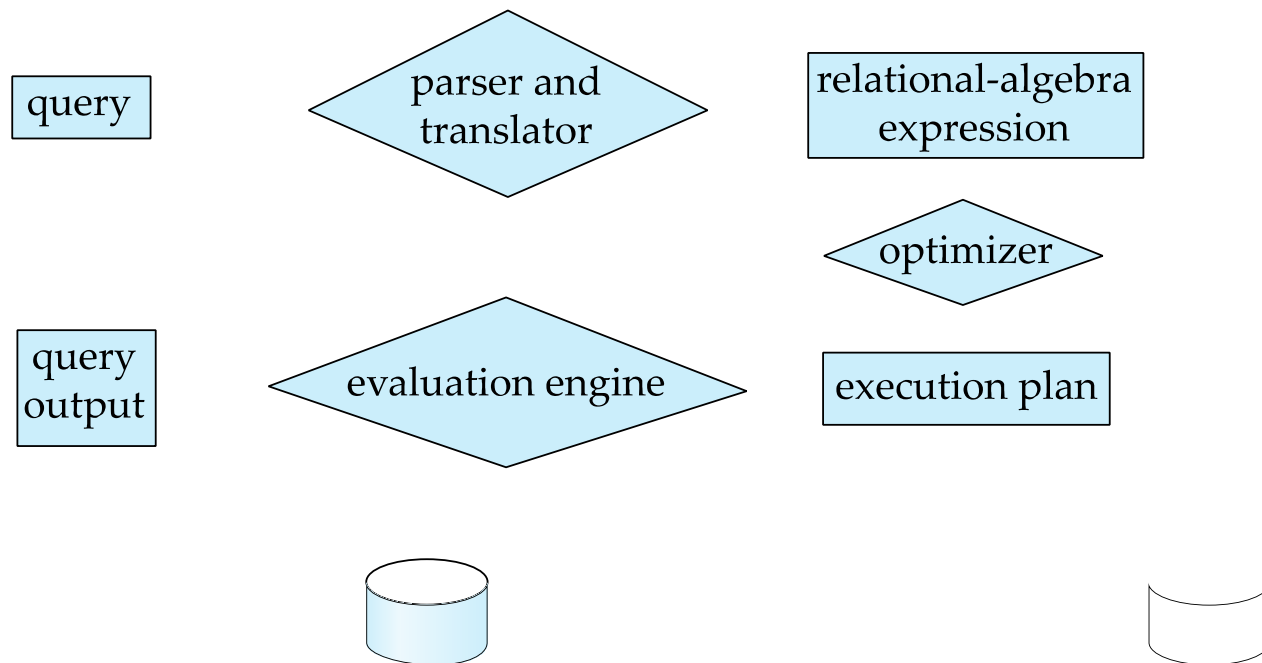 query
parser and
translator
relational-algebra
expression
optimizer
query
output
evaluation engine
execution plan